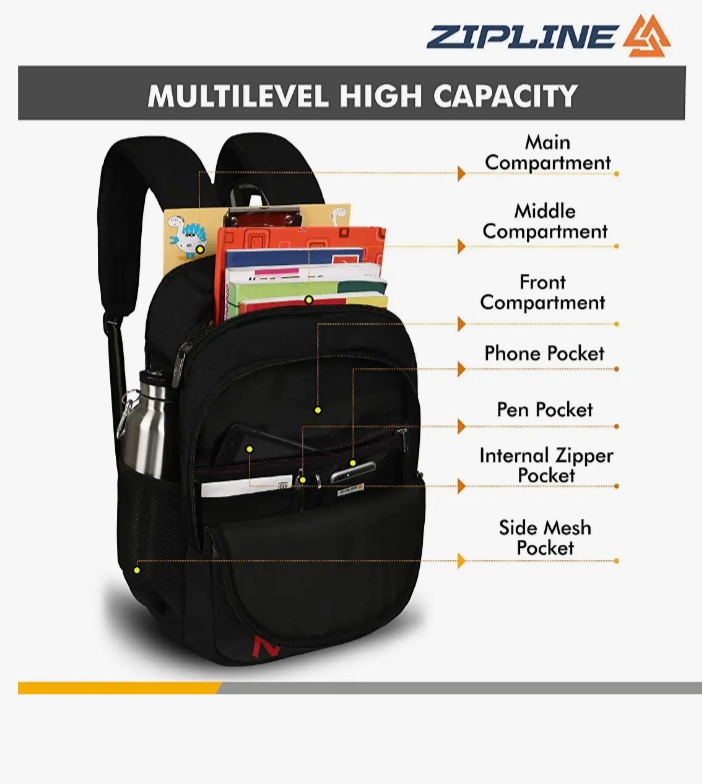 ZIPLINE
MULTILEVEL HIGH CAPACITY
Main
Compartment
Middle
Compartment
Front
Compartment
Phone Pocket
Pen Pocket
Internal Zipper
Pocket
Side Mesh
Pocket